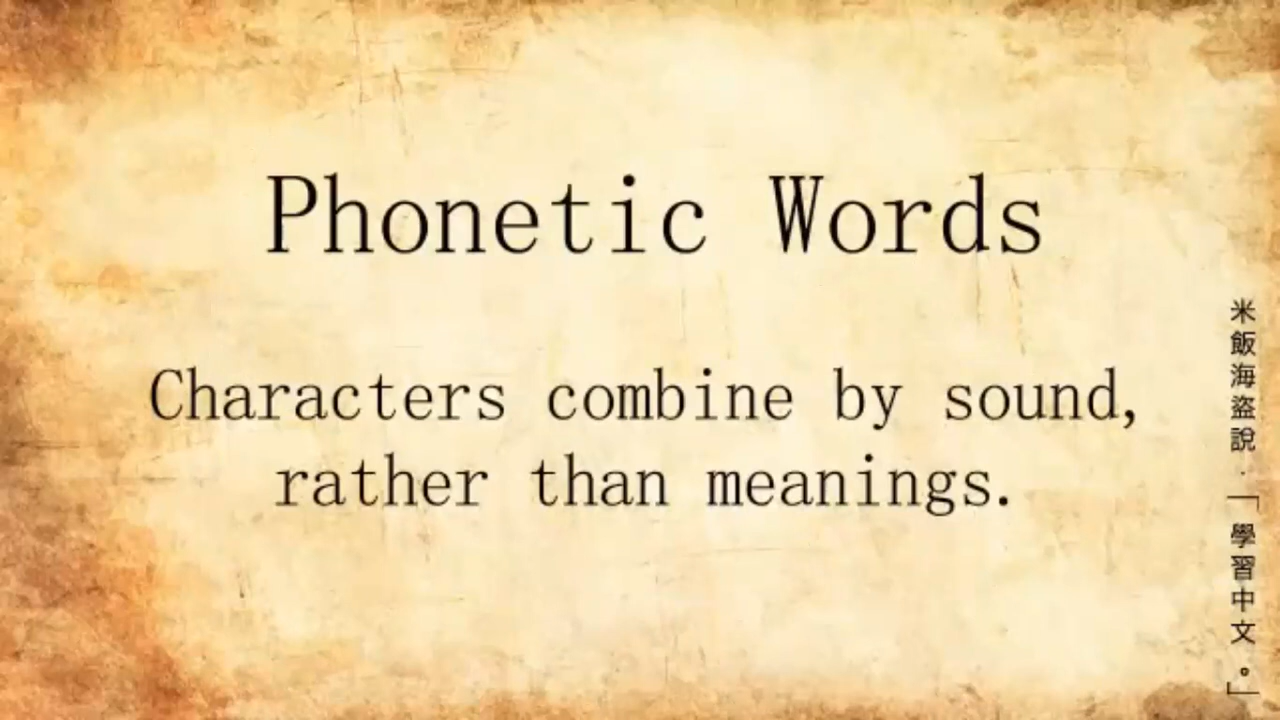 Phonetic Words
Characters combine by sound,
rather than meanings.
米飯海盜說．「學習中文。」